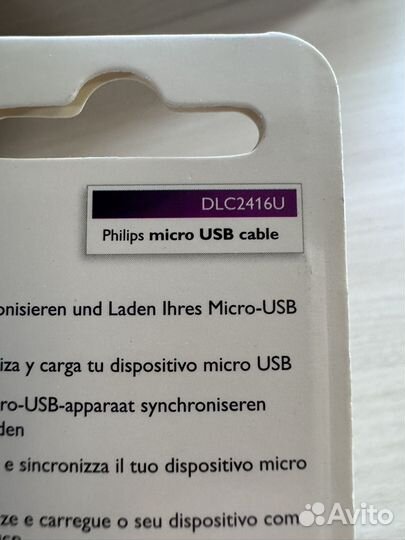 DLC2416U
Philips micro USB cable
onisieren und Laden Ihres Micro-USB
iza y carga tu dispositivo micro USB
ro-USB-apparaat synchroniseren
den
e sincronizza il tuo dispositivo micro
ze e carregue o seu dispositivo com
Avito